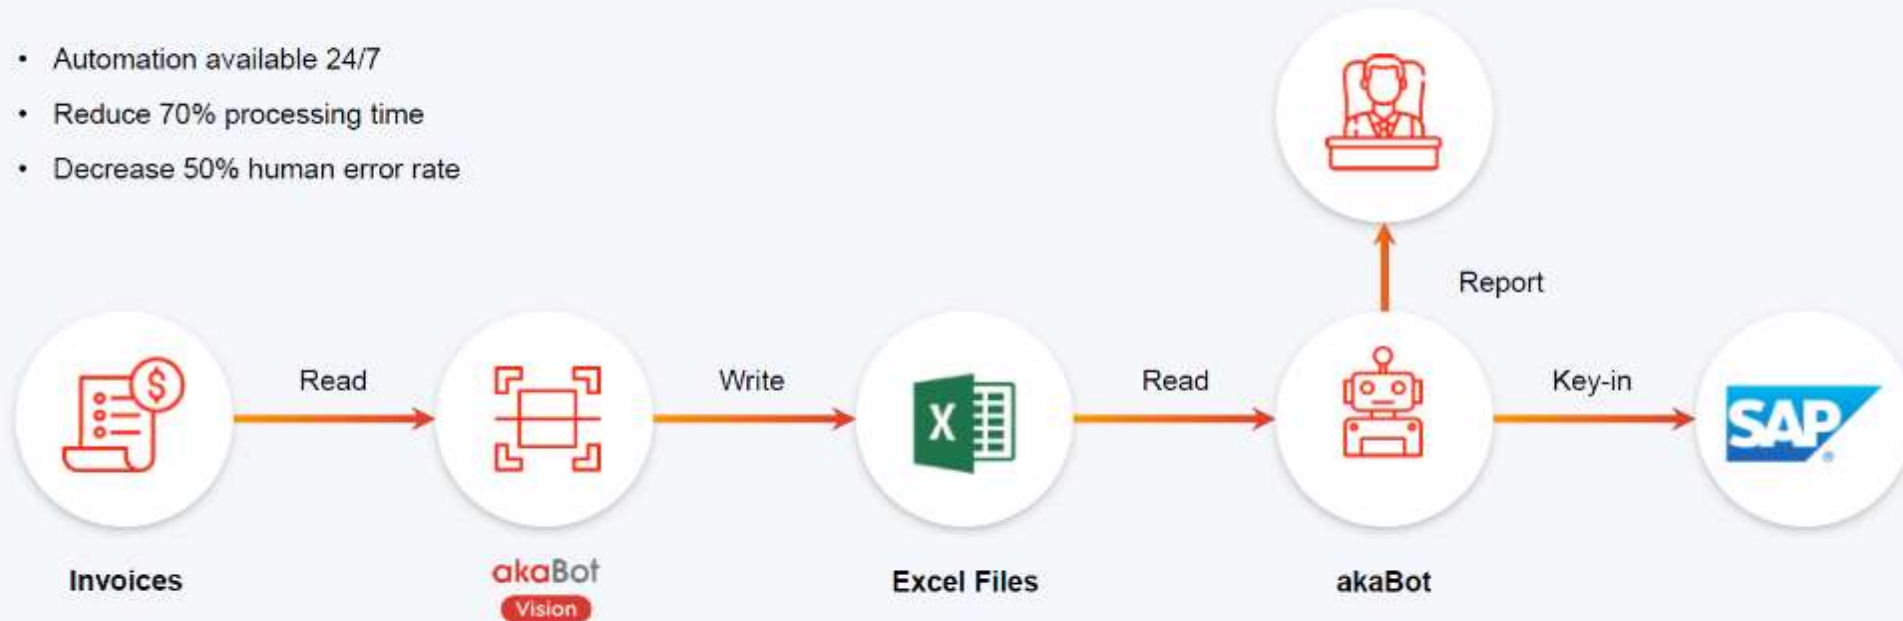 • Automation available 24/7
• Reduce 70% processing time
• Decrease 50% human error rate
Report
Read
Write
Read
Key-in
$
X
SAP
®
Invoices
akaBot
Vision
Excel Files
akaBot